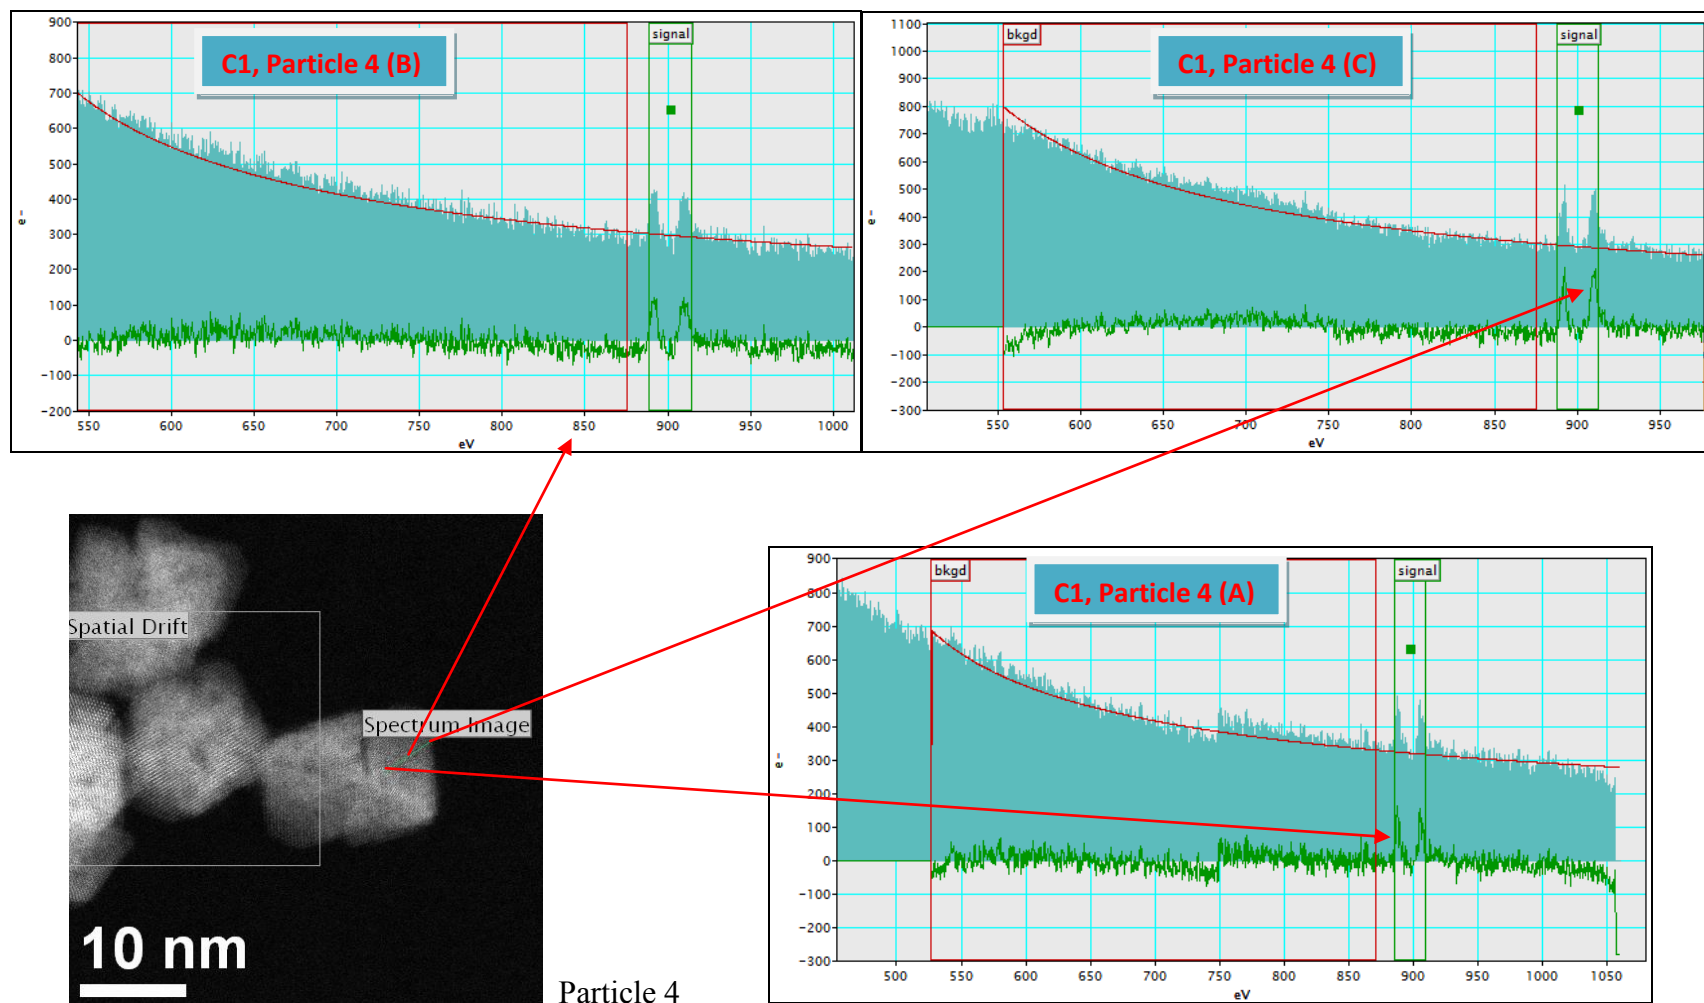 C1, Particle 4 (B)
signal
900
800
700
600
500
400
300
200
100
0
-100
-200
e-
550 600 650 700 750 800 850 900 950 1000
eV
C1, Particle 4 (C)
bkgd
signal
1100
1000
900
800
700
600
500
400
300
200
100
0
-100
-200
-300
e-
550 600 650 700 750 800 850 900 950
eV
Spatial Drift
Spectrum Image
10 nm
Particle 4
C1, Particle 4 (A)
bkgd
signal
900
800
700
600
500
400
300
200
100
0
-100
-200
-300
e-
500 550 600 650 700 750 800 850 900 950 1000 1050
eV